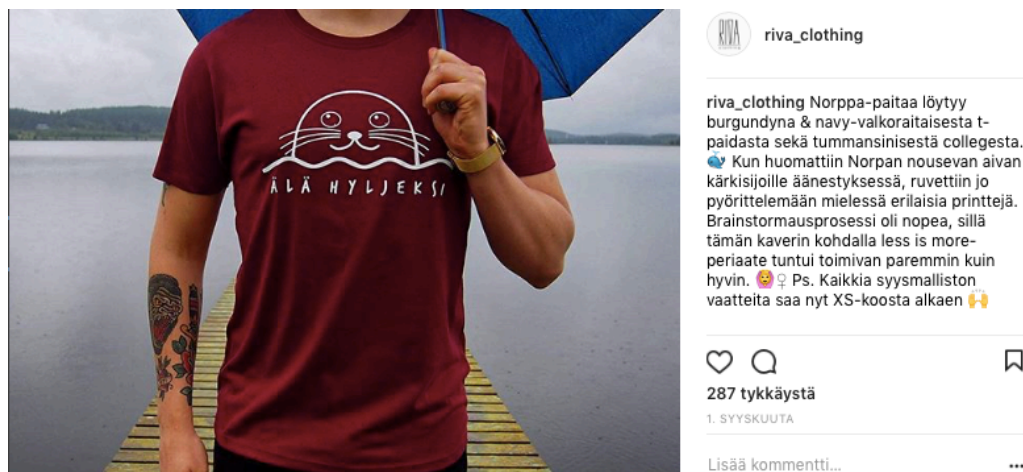 ÄLÄ HYLJEKSI
RIVA
riva_clothing
riva_clothing Norppa-paitaa löytyy
burgundyna & navy-valkoraitaisesta t-
paidasta sekä tummansinisestä collegesta.
🐳 Kun huomattiin Norpan nousevan aivan
kärkisijoille äänestyksessä, ruvettiin jo
pyörittelemään mielessä erilaisia printtejä.
Brainstormausprosessi oli nopea, sillä
tämän kaverin kohdalla less is more-
periaate tuntui toimivan paremmin kuin
hyvin. 🙆♀ Ps. Kaikkia syysmalliston
vaatteita saa nyt XS-koosta alkaen 🙌
287 tykkäystä
1. SYYSKUUTA
Lisää kommentti...